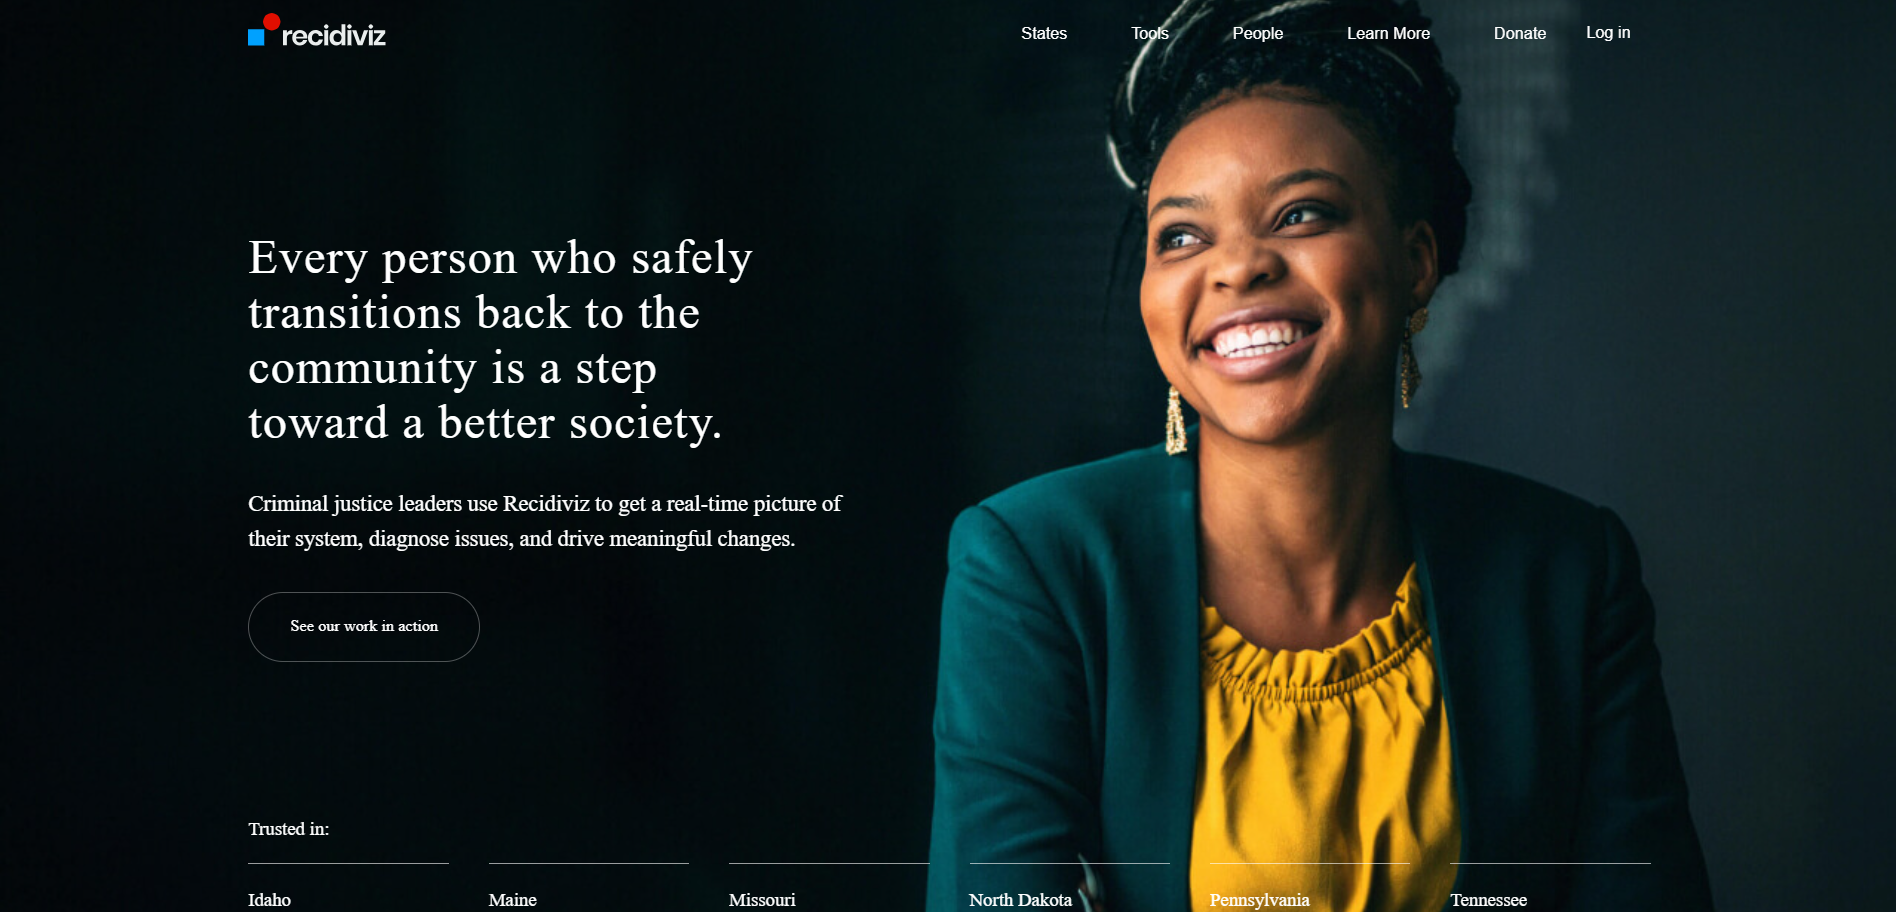 recidiviz
States Tools People Learn More Donate Log in
Every person who safely
transitions back to the
community is a step
toward a better society.
Criminal justice leaders use Recidiviz to get a real-time picture of
their system, diagnose issues, and drive meaningful changes.
See our work in action
Trusted in:
Idaho Maine Missouri North Dakota Pennsylvania Tennessee